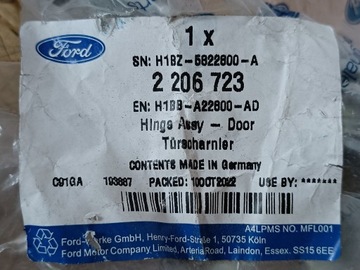 Ford
1 x
SN: H1BZ-5822800-A
2 206 723
EN: H1BB-A22800-AD
Hinge Assy - Door
Türscharnier
CONTENTS MADE IN Germany
C91GA 193887 PACKED: 10OCT2022 USE BY: *******
A4LPMS NO. MFL001
Ford-Werke GmbH, Henry-Ford-Straße 1, 50735 Köln
Ford Motor Company Limited, Arterial Road, Laindon, Essex. SS15 6EE